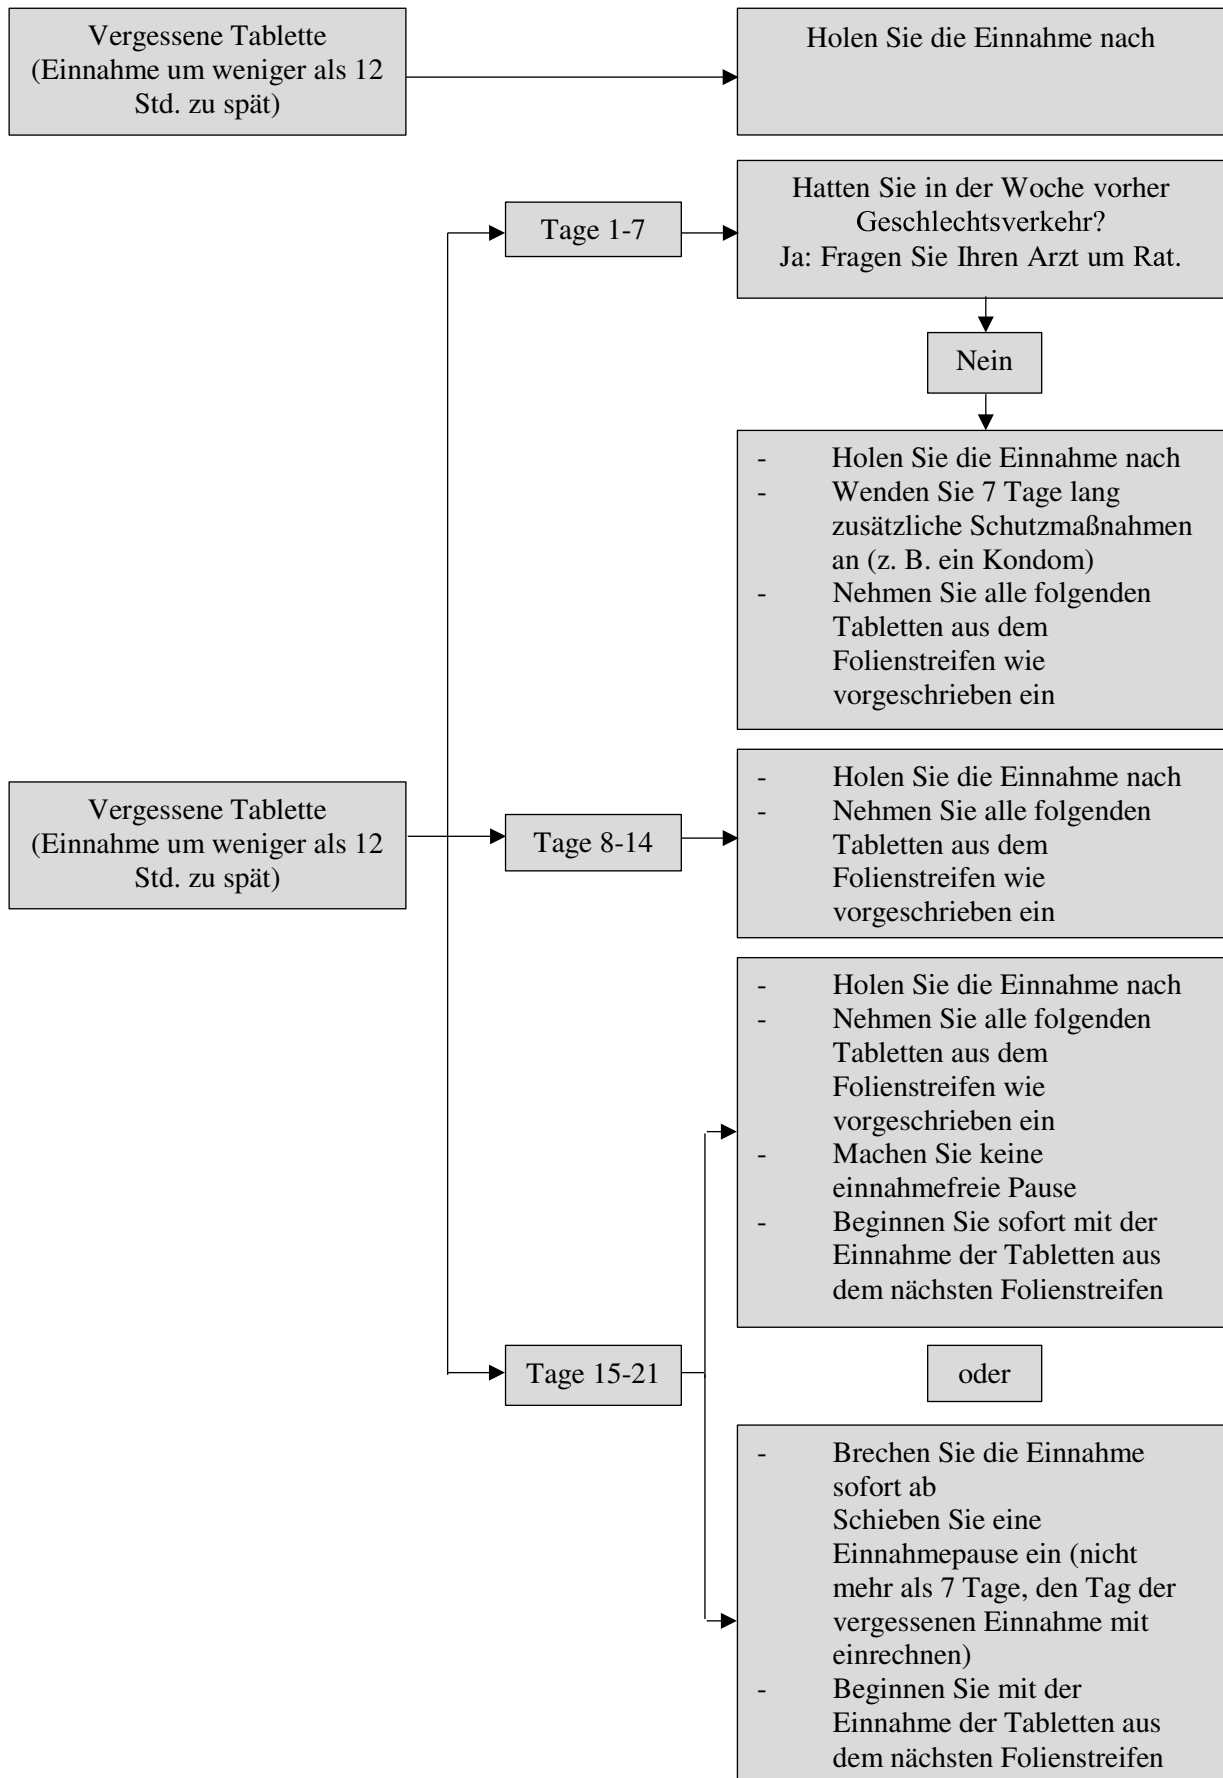 Vergessene Tablette
(Einnahme um weniger als 12
Std. zu spät)
Holen Sie die Einnahme nach
Tage 1-7
Hatten Sie in der Woche vorher
Geschlechtsverkehr?
Ja: Fragen Sie Ihren Arzt um Rat.
Nein
- Holen Sie die Einnahme nach
- Wenden Sie 7 Tage lang
zusätzliche Schutzmaßnahmen
an (z. B. ein Kondom)
- Nehmen Sie alle folgenden
Tabletten aus dem
Folienstreifen wie
vorgeschrieben ein
Vergessene Tablette
(Einnahme um weniger als 12
Std. zu spät)
Tage 8-14
- Holen Sie die Einnahme nach
- Nehmen Sie alle folgenden
Tabletten aus dem
Folienstreifen wie
vorgeschrieben ein
Tage 15-21
- Holen Sie die Einnahme nach
- Nehmen Sie alle folgenden
Tabletten aus dem
Folienstreifen wie
vorgeschrieben ein
- Machen Sie keine
einnahmefreie Pause
- Beginnen Sie sofort mit der
Einnahme der Tabletten aus
dem nächsten Folienstreifen
oder
- Brechen Sie die Einnahme
sofort ab
Schieben Sie eine
Einnahmepause ein (nicht
mehr als 7 Tage, den Tag der
vergessenen Einnahme mit
einrechnen)
- Beginnen Sie mit der
Einnahme der Tabletten aus
dem nächsten Folienstreifen